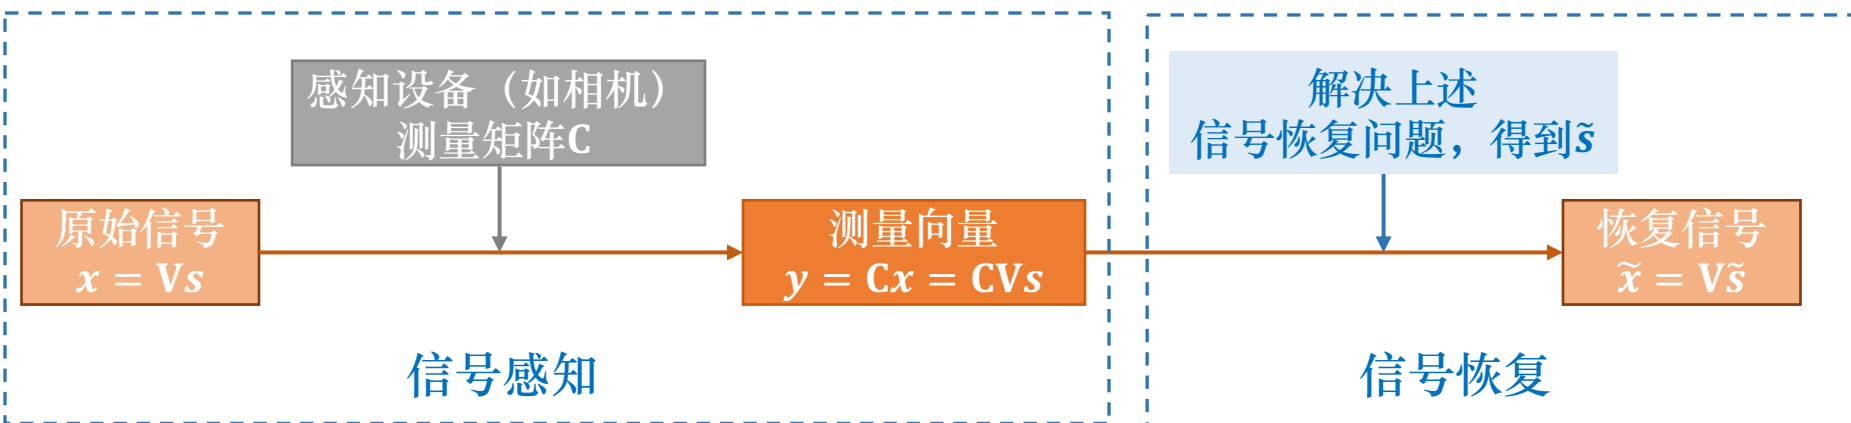 感知设备（如相机）
测量矩阵C
原始信号
x = Vs
测量向量
y = Cx = CVs
信号感知
解决上述
信号恢复问题，得到s̃
恢复信号
x̃ = Vs̃
信号恢复